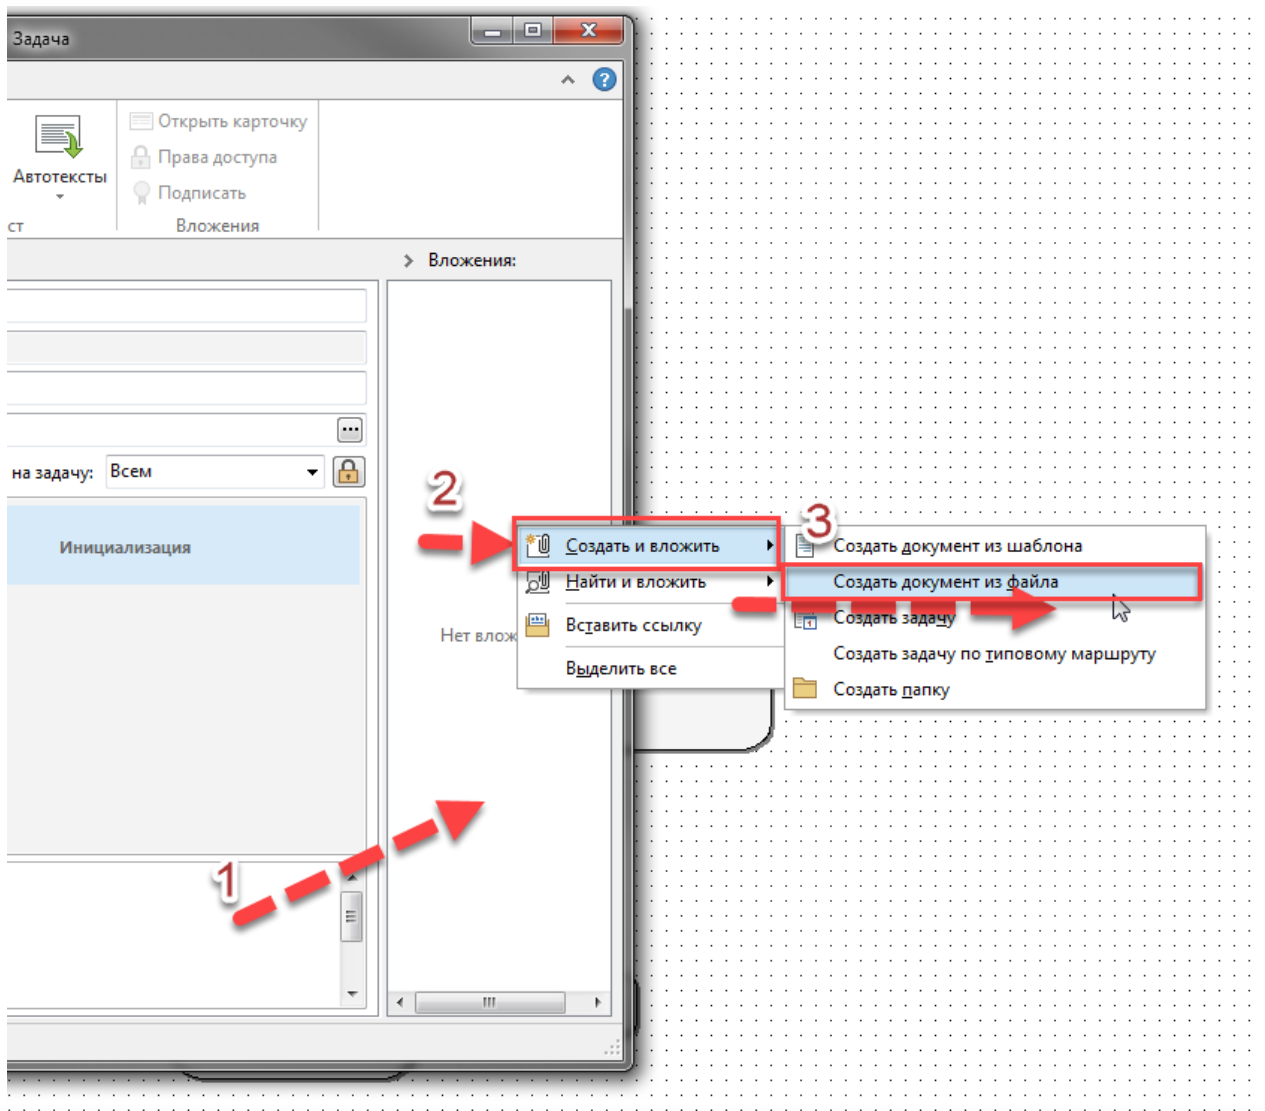 Задача
Открыть карточку
Права доступа
Автотексты
Подписать
ст
Вложения
Вложения:
на задачу:
Всем
2
3
Инициализация
Создать и вложить
Найти и вложить
Вставить ссылку
Выделить все
Создать документ из шаблона
Создать документ из файла
Создать задачу
Создать задачу по типовому маршруту
Создать папку
Нет влож
1